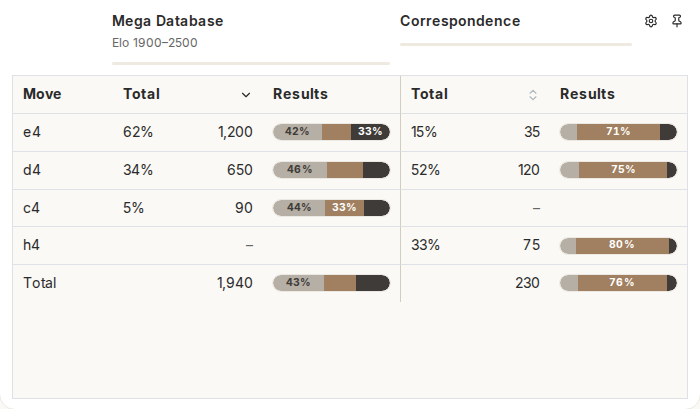 Mega Database Correspondence
Elo 1900–2500
Move Total Results Total Results
e4 62% 1,200 42% 33% 15% 35 71%
d4 34% 650 46% 52% 120 75%
c4 5% 90 44% 33% –
h4 – 33% 75 80%
Total 1,940 43% 230 76%